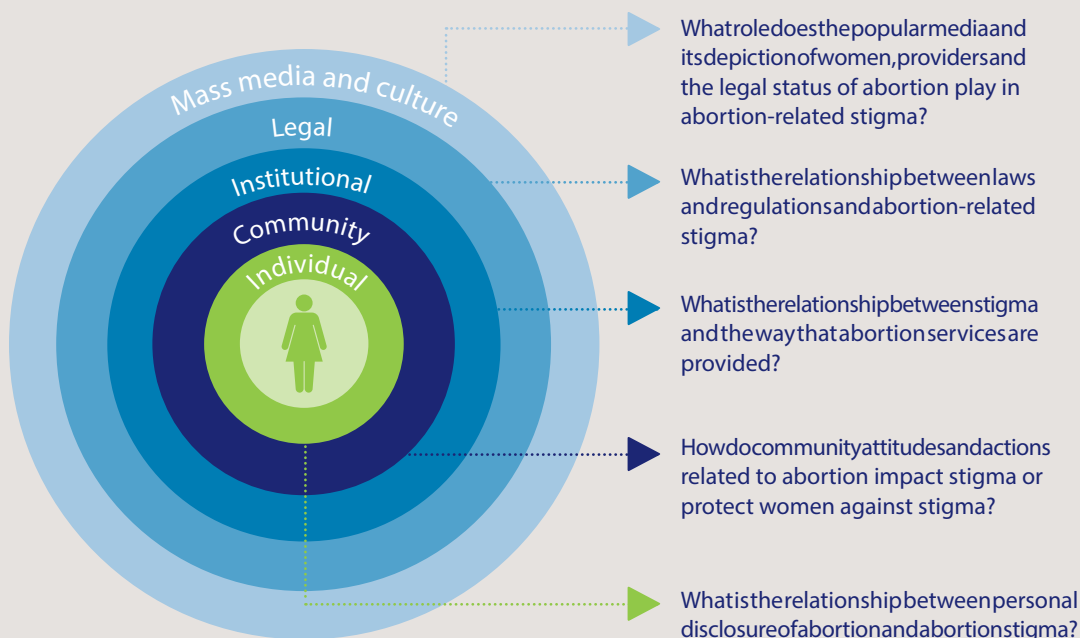 Mass media and culture
Legal
Institutional
Community
Individual
Whatroledoesthepopularmediaand
itsdepictionofwomen,providersand
the legal status of abortion play in
abortion-related stigma?
Whatistherelationshipbetweenlaws
andregulationsandabortion-related
stigma?
Whatistherelationshipbetweenstigma
andthewaythatabortionservicesare
provided?
Howdocommunityattitudesandactions
related to abortion impact stigma or
protect women against stigma?
Whatistherelationshipbetweenpersonal
disclosureofabortionandabortionstigma?